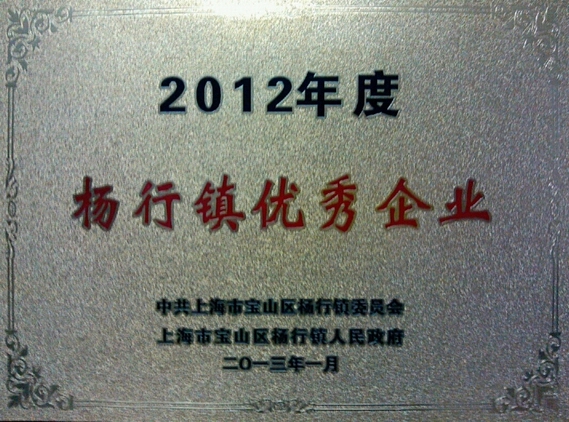 2012年度
杨行镇优秀企业
中共上海市宝山区杨行镇委员会
上海市宝山区杨行镇人民政府
二〇一三年一月